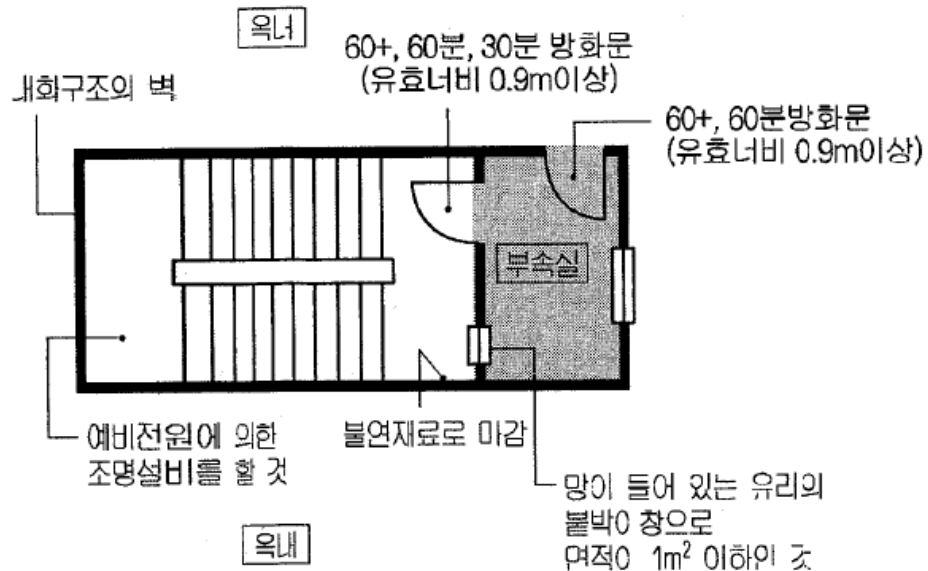 옥내
60+, 60분, 30분 방화문
(유효너비 0.9m이상)
내화구조의 벽
60+, 60분방화문
(유효너비 0.9m이상)
부속실
예비전원에 의한
조명설비를 할 것
불연재료로 마감
망이 들어 있는 유리의
붙박이 창으로
면적이 1m² 이하인 것
옥내